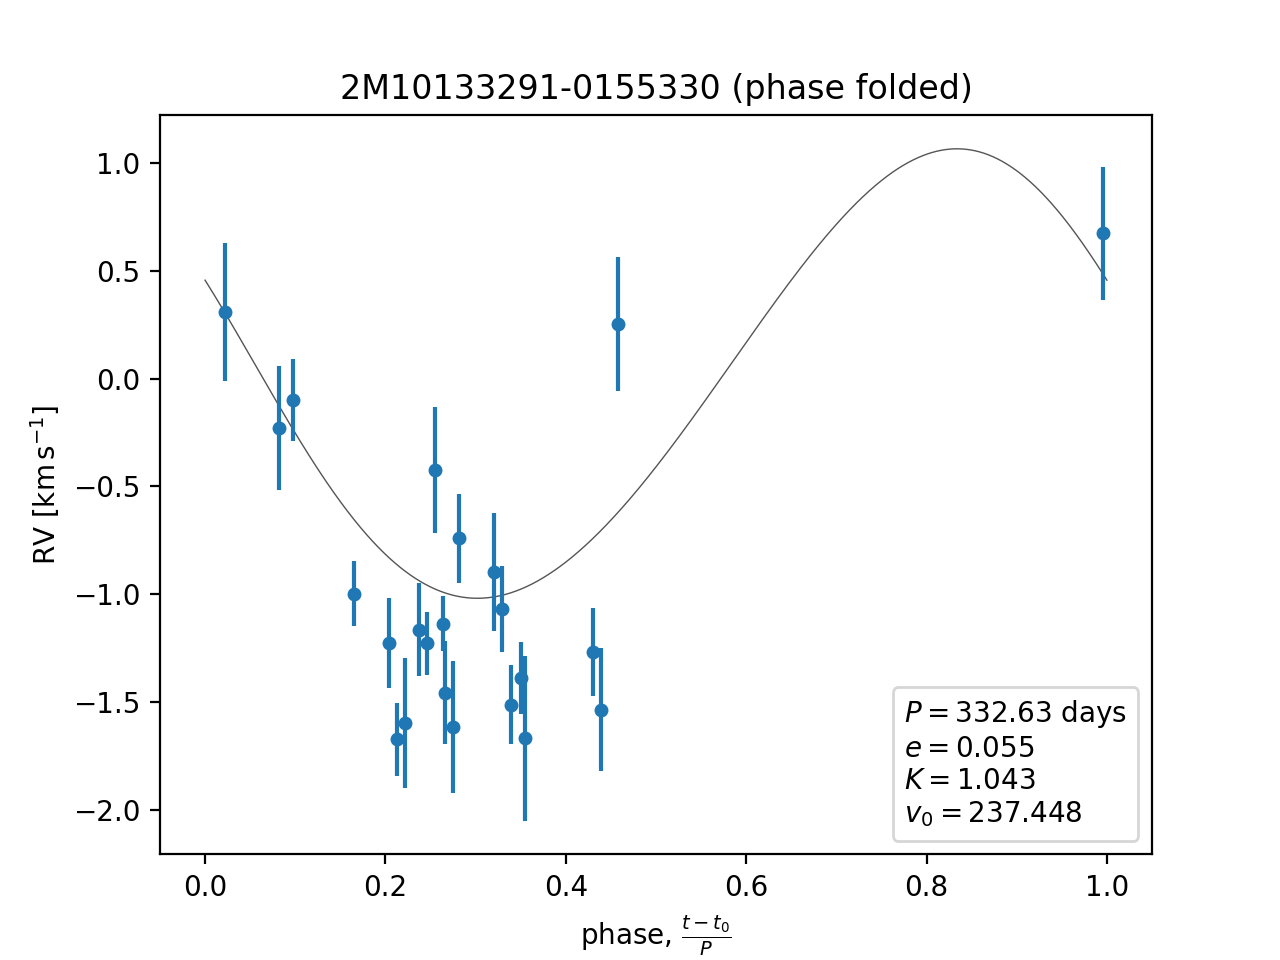 2M10133291-0155330 (phase folded)
1.0
0.5
0.0
−0.5
−1.0
−1.5
−2.0
RV [km s⁻¹]
P = 332.63 days
e = 0.055
K = 1.043
v₀ = 237.448
0.0 0.2 0.4 0.6 0.8 1.0
phase, (t − t₀)/P